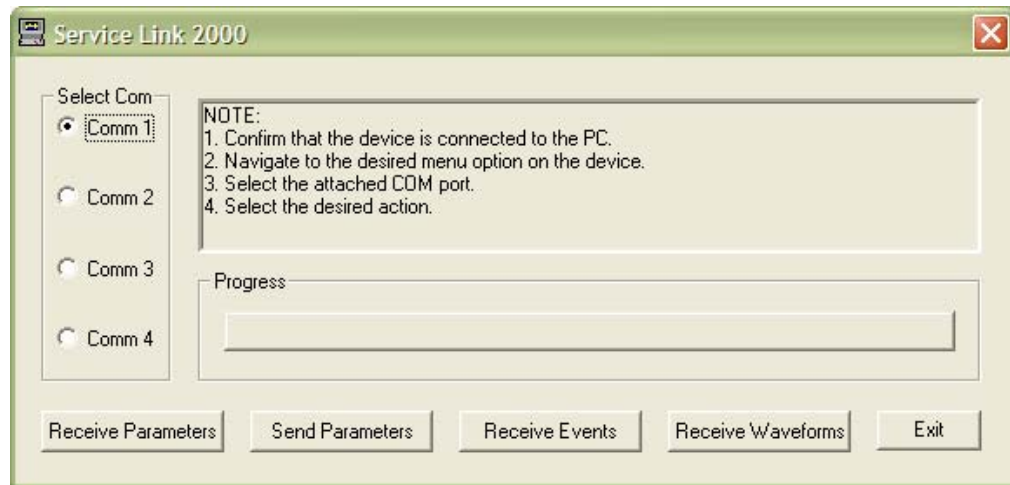 Service Link 2000
Select Com
Comm 1
Comm 2
Comm 3
Comm 4
NOTE:
1. Confirm that the device is connected to the PC.
2. Navigate to the desired menu option on the device.
3. Select the attached COM port.
4. Select the desired action.
Progress
Receive Parameters
Send Parameters
Receive Events
Receive Waveforms
Exit